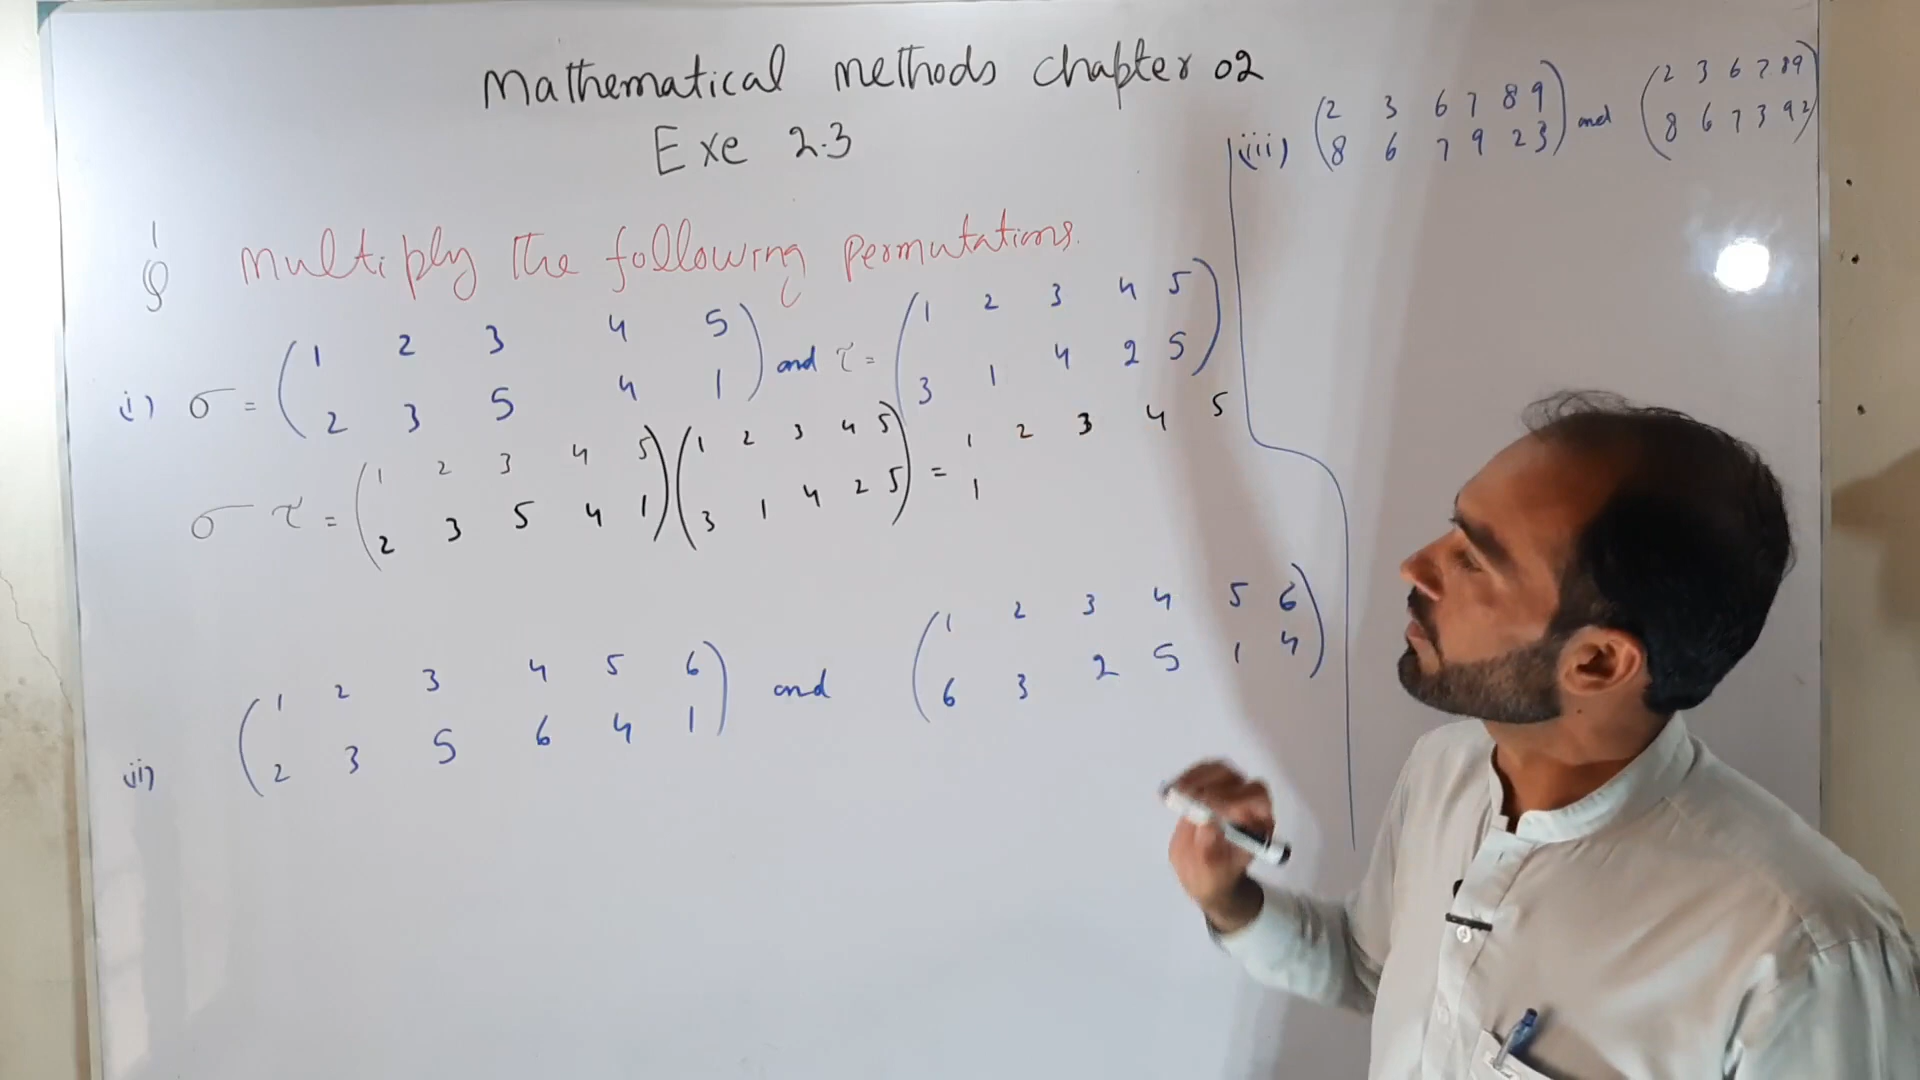 Mathematical methods chapter 02
Exe 2.3
Q 1 Multiply the following permutations.
(i) σ = ( 1 2 3 4 5 ) and τ = ( 1 2 3 4 5 )
2 3 5 4 1 3 1 4 2 5
σ τ = ( 1 2 3 4 5 ) ( 1 2 3 4 5 ) = 1 2 3 4 5
2 3 5 4 1 3 1 4 2 5 1
(ii) ( 1 2 3 4 5 6 ) and ( 1 2 3 4 5 6 )
2 3 5 6 4 1 6 3 2 5 1 4
(iii) ( 2 3 6 7 8 9 ) and ( 2 3 6 7 8 9 )
8 6 7 9 2 3 8 6 7 3 9 2